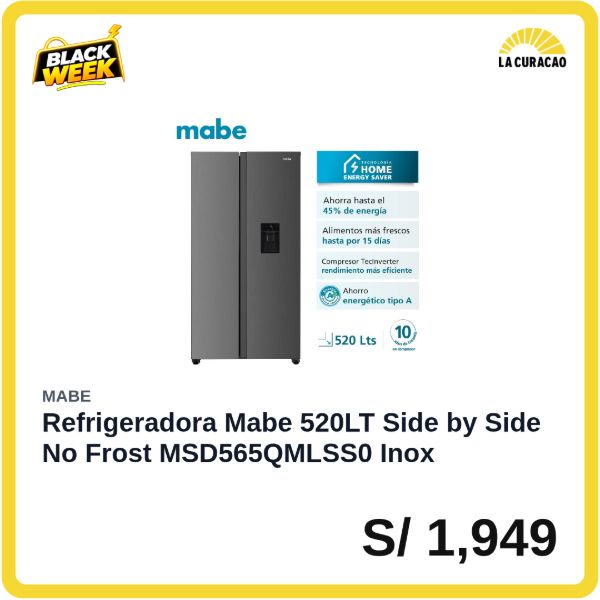 BLACK
WEEK
LA CURACAO
mabe
TECNOLOGÍA
HOME
ENERGY SAVER
Ahorra hasta el
45% de energía
Alimentos más frescos
hasta por 15 días
Compresor TecInverter
rendimiento más eficiente
Ahorro
energético tipo A
520 Lts
10
en compresor
MABE
Refrigeradora Mabe 520LT Side by Side
No Frost MSD565QMLSS0 Inox
S/ 1,949